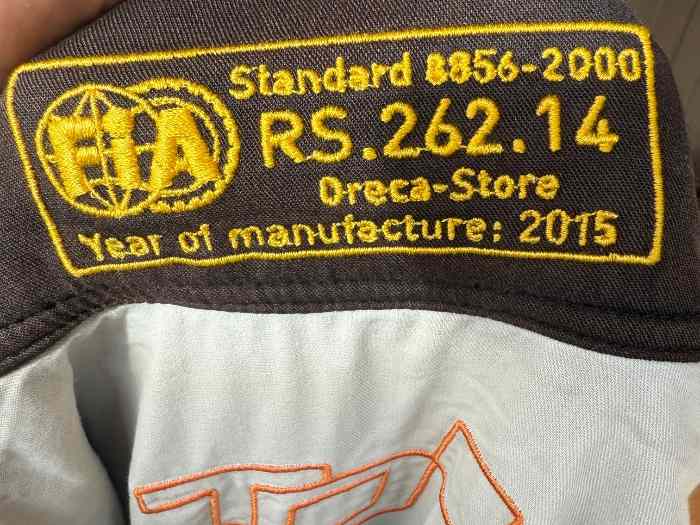 FIA
Standard 8856-2000
RS.262.14
Oreca-Store
Year of manufacture: 2015